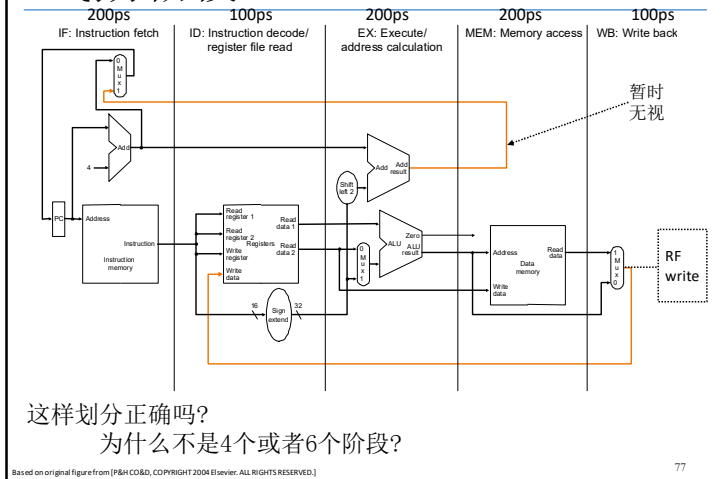 200ps 100ps 200ps 200ps 100ps
IF: Instruction fetch ID: Instruction decode/ EX: Execute/ MEM: Memory access WB: Write back
register file read address calculation
0
M
u
x
1
暂时
无视
Add
4
Add Add
result
Shift
left 2
PC
Address
Instruction
Instruction
memory
Read
register 1
Read
register 2
Registers
Write
register
Write
data
Read
data 1
Read
data 2
0
M
u
x
1
Zero
ALU ALU
result
Address
Read
data
Data
memory
Write
data
1
M
u
x
0
RF
write
16
Sign
extend
32
这样划分正确吗?
为什么不是4个或者6个阶段?
Based on original figure from [P&H CO&D, COPYRIGHT 2004 Elsevier. ALL RIGHTS RESERVED.]
77